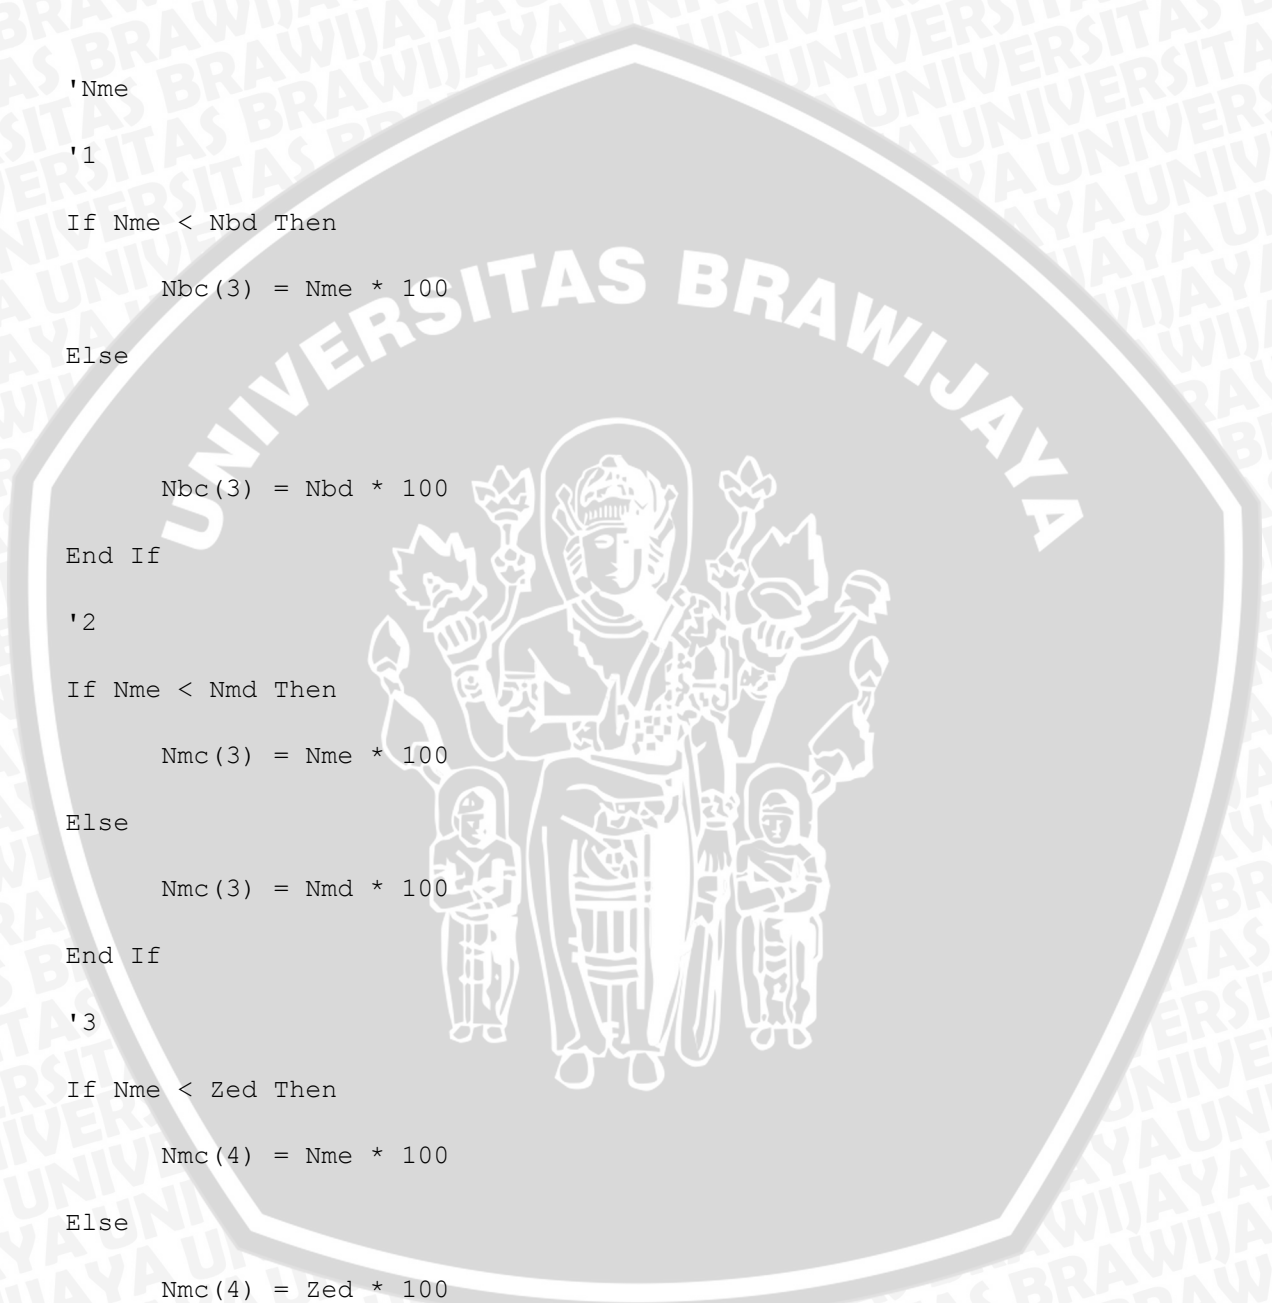 'Nme
'1
If Nme < Nbd Then
Nbc(3) = Nme * 100
Else
Nbc(3) = Nbd * 100
End If
'2
If Nme < Nmd Then
Nmc(3) = Nme * 100
Else
Nmc(3) = Nmd * 100
End If
'3
If Nme < Zed Then
Nmc(4) = Nme * 100
Else
Nmc(4) = Zed * 100
UNIVERSITAS BRAWIJAYA